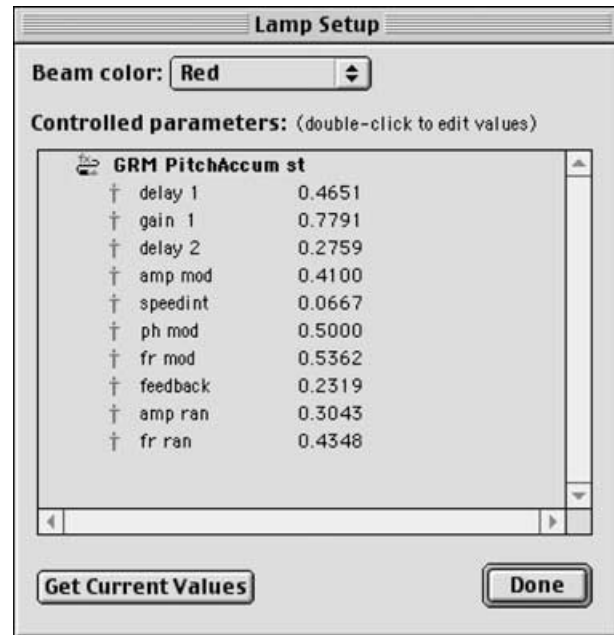 Lamp Setup
Beam color: Red
Controlled parameters: (double-click to edit values)
GRM PitchAccum st
† delay 1 0.4651
† gain 1 0.7791
† delay 2 0.2759
† amp mod 0.4100
† speedint 0.0667
† ph mod 0.5000
† fr mod 0.5362
† feedback 0.2319
† amp ran 0.3043
† fr ran 0.4348
Get Current Values Done